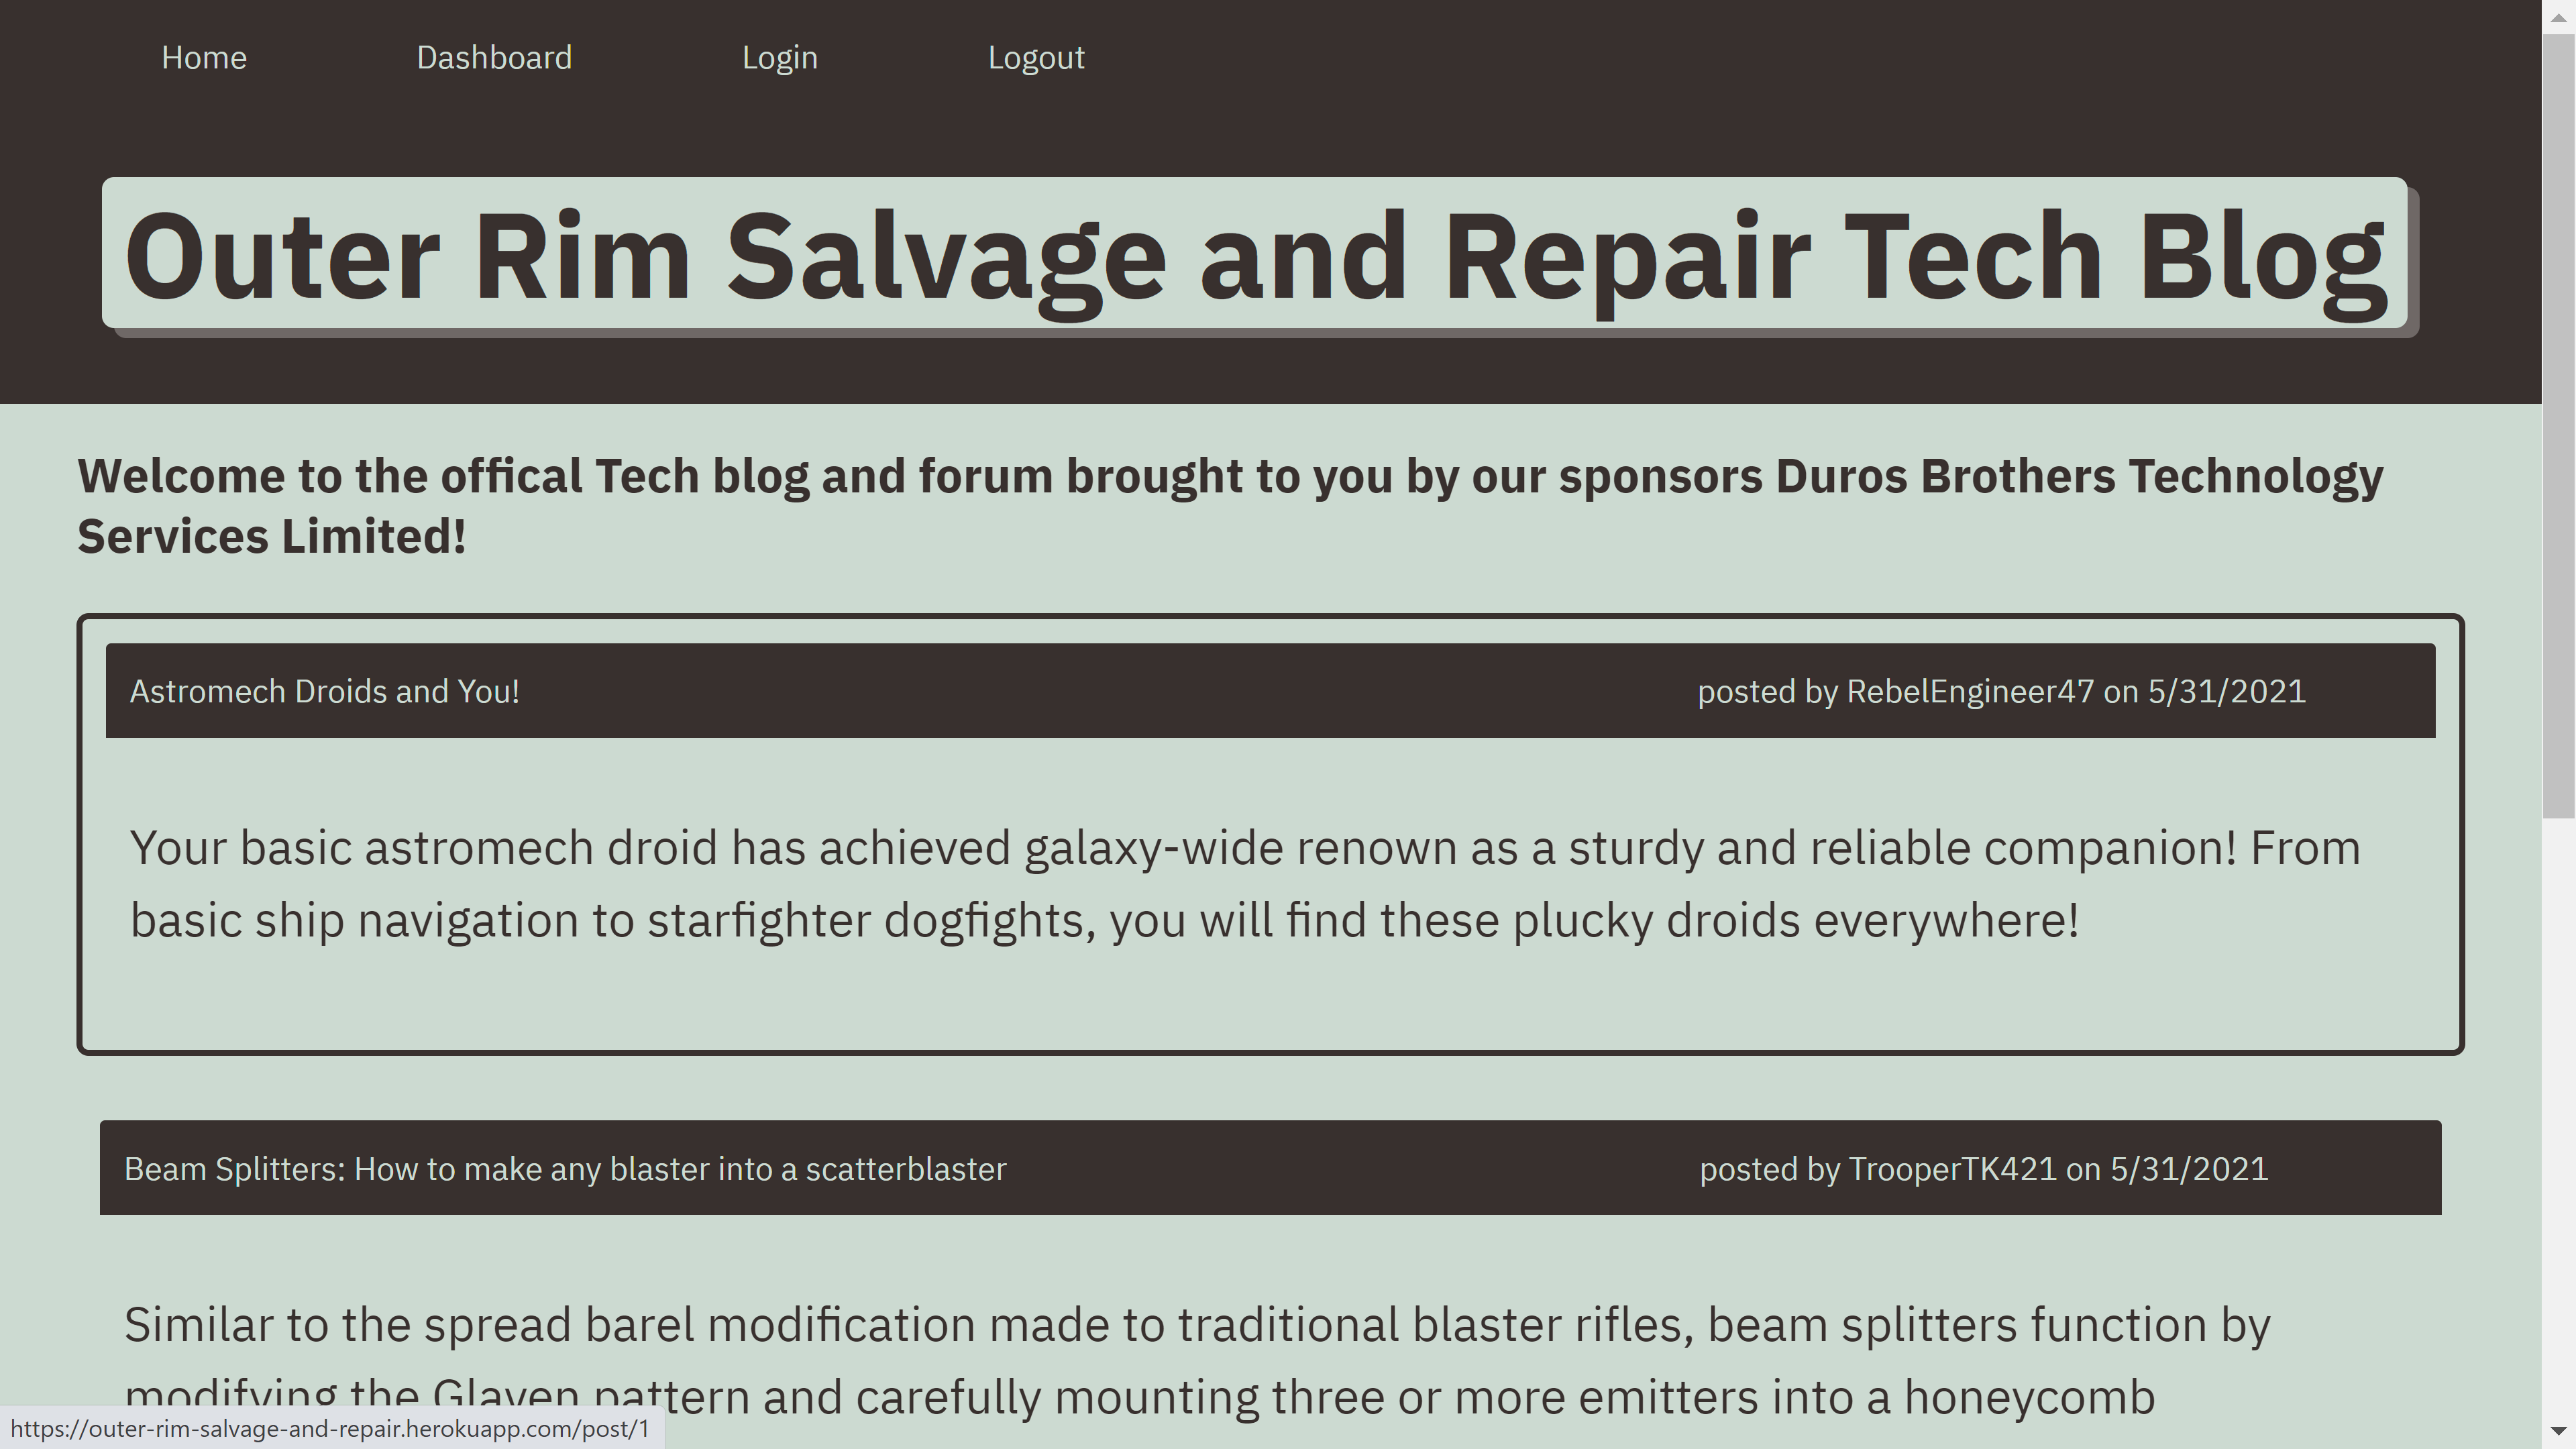 Home Dashboard Login Logout
Outer Rim Salvage and Repair Tech Blog
Welcome to the offical Tech blog and forum brought to you by our sponsors Duros Brothers Technology
Services Limited!
Astromech Droids and You! posted by RebelEngineer47 on 5/31/2021
Your basic astromech droid has achieved galaxy-wide renown as a sturdy and reliable companion! From
basic ship navigation to starfighter dogfights, you will find these plucky droids everywhere!
Beam Splitters: How to make any blaster into a scatterblaster posted by TrooperTK421 on 5/31/2021
Similar to the spread barel modification made to traditional blaster rifles, beam splitters function by
modifying the Glaven pattern and carefully mounting three or more emitters into a honeycomb
https://outer-rim-salvage-and-repair.herokuapp.com/post/1